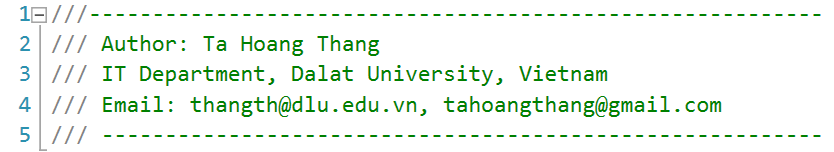 1 ///----------------------------------------------------------
2 /// Author: Ta Hoang Thang
3 /// IT Department, Dalat University, Vietnam
4 /// Email: thangth@dlu.edu.vn, tahoangthang@gmail.com
5 /// ---------------------------------------------------------